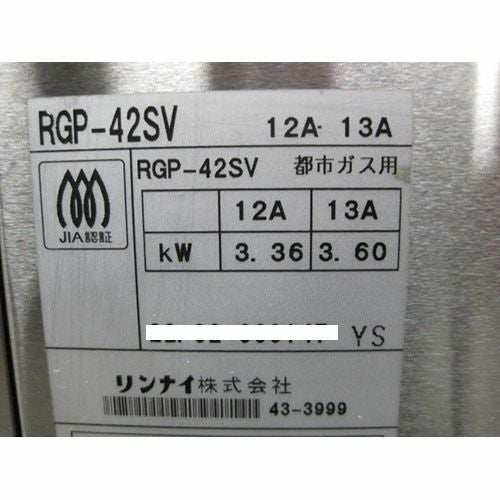 RGP-42SV 12A・13A
RGP-42SV 都市ガス用
12A 13A
kW 3.36 3.60
JIA認証
YS
リンナイ株式会社
43-3999